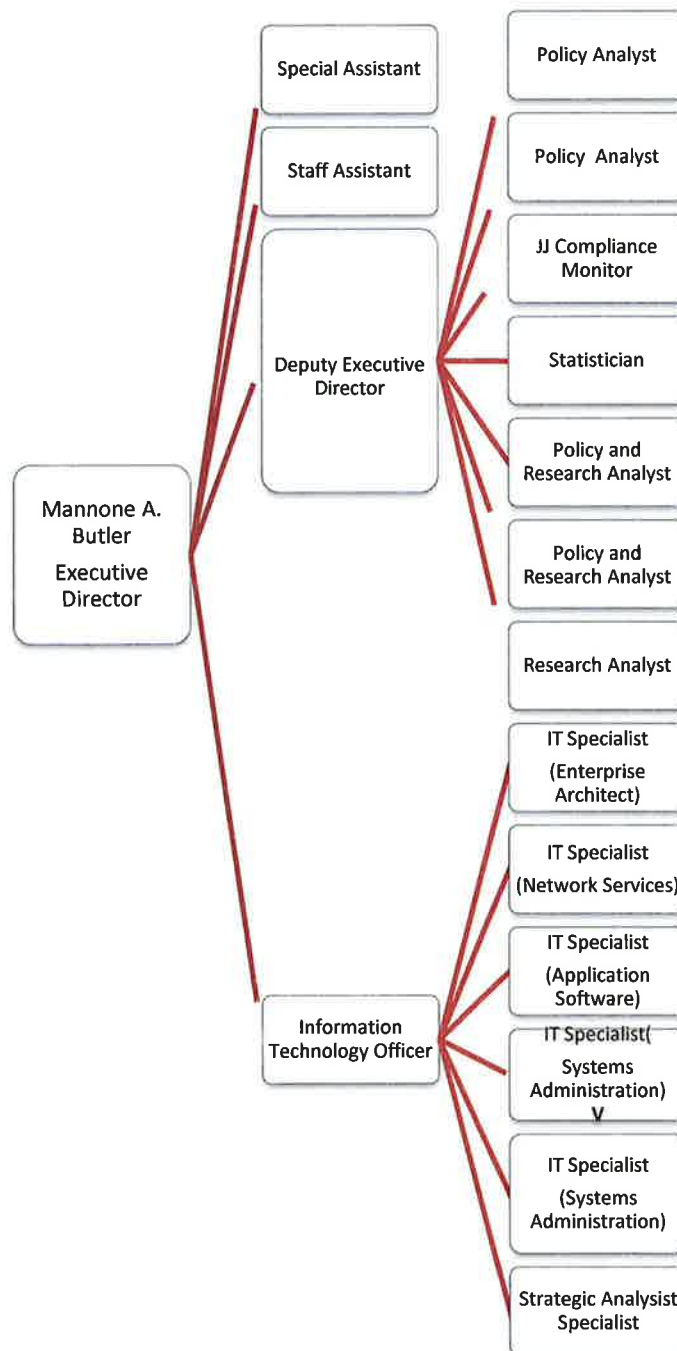 Mannone A.
Butler
Executive
Director
Special Assistant
Staff Assistant
Deputy Executive
Director
Information
Technology Officer
Policy Analyst
Policy Analyst
JJ Compliance
Monitor
Statistician
Policy and
Research Analyst
Policy and
Research Analyst
Research Analyst
IT Specialist
(Enterprise
Architect)
IT Specialist
(Network Services)
IT Specialist
(Application
Software)
IT Specialist(
Systems
Administration)
V
IT Specialist
(Systems
Administration)
Strategic Analysist
Specialist